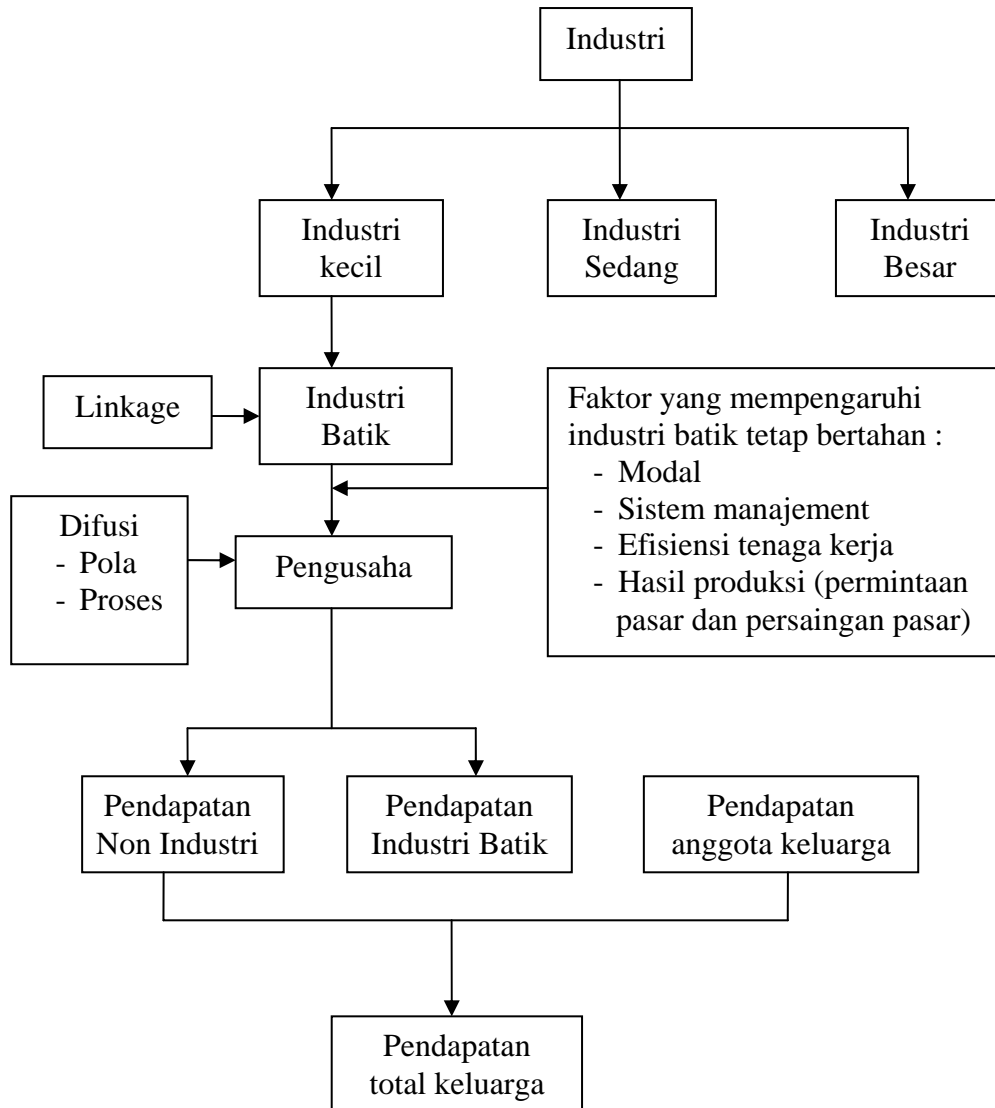 Industri
Industri
kecil
Industri
Sedang
Industri
Besar
Linkage
Industri
Batik
Faktor yang mempengaruhi
industri batik tetap bertahan :
- Modal
- Sistem manajement
- Efisiensi tenaga kerja
- Hasil produksi (permintaan
pasar dan persaingan pasar)
Difusi
- Pola
- Proses
Pengusaha
Pendapatan
Non Industri
Pendapatan
Industri Batik
Pendapatan
anggota keluarga
Pendapatan
total keluarga